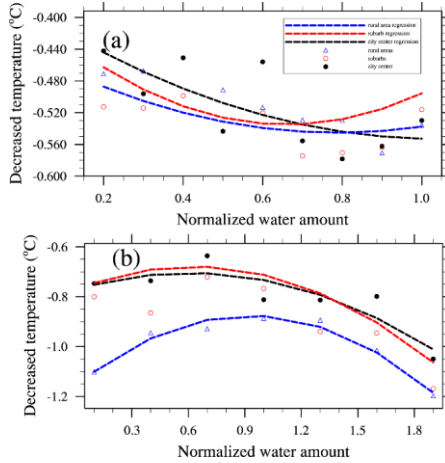 (a)
Decreased temperature (°C)
-0.400
-0.440
-0.480
-0.520
-0.560
-0.600
rural area regression
suburb regression
city center regression
rural areas
suburbs
city center
0.2 0.4 0.6 0.8 1.0
Normalized water amount
(b)
Decreased temperature (°C)
-0.6
-0.8
-1.0
-1.2
0.3 0.6 0.9 1.2 1.5 1.8
Normalized water amount